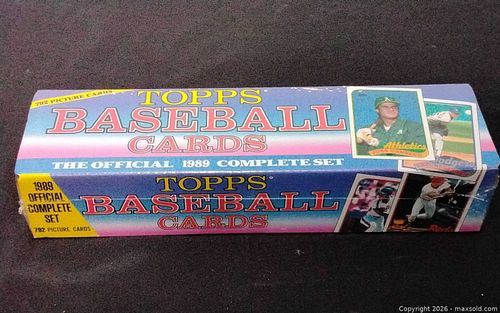 792 PICTURE CARDS
TOPPS®
BASEBALL
CARDS
THE OFFICIAL 1989 COMPLETE SET
Athletics
Dodgers
1989
OFFICIAL
COMPLETE
SET
792 PICTURE CARDS
TOPPS®
BASEBALL
CARDS
Reds
Copyright © 2026 - maxsold.com